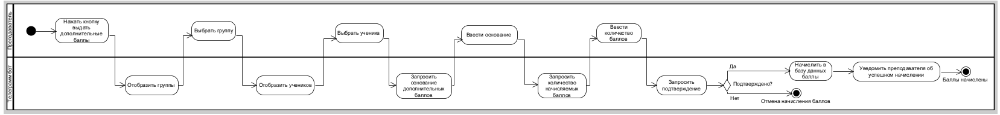 Преподаватель
Нажать кнопку
выдать
дополнительные
баллы
Выбрать группу
Выбрать ученика
Ввести основание
Ввести
количество
баллов
Телеграмм бот
Отобразить группы
Отобразить учеников
Запросить
основание
дополнительных
баллов
Запросить
количество
начисляемых
баллов
Запросить
подтверждение
Подтверждено?
Да
Нет
Начислить в
базу данных
баллы
Уведомить преподавателя об
успешном начислении
Баллы начислены
Отмена начисления баллов